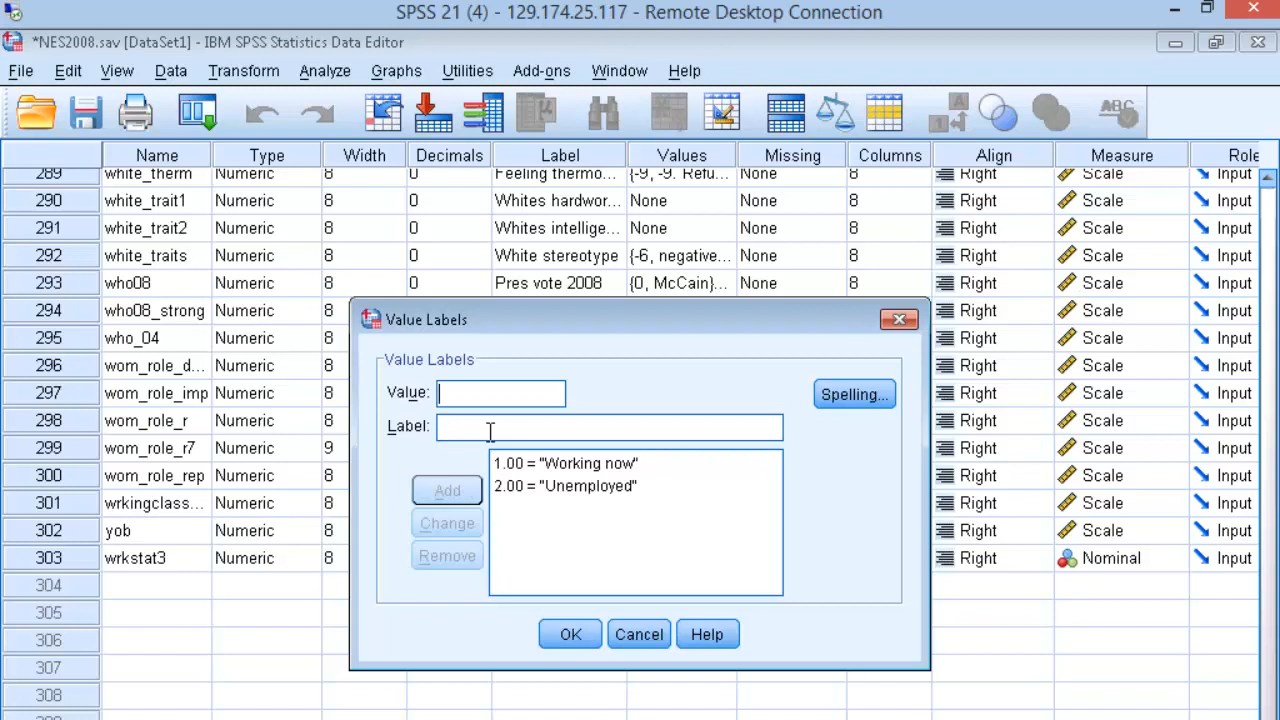 SPSS 21 (4) - 129.174.25.117 - Remote Desktop Connection
*NES2008.sav [DataSet1] - IBM SPSS Statistics Data Editor
File Edit View Data Transform Analyze Graphs Utilities Add-ons Window Help
A
a
ABC
Name Type Width Decimals Label Values Missing Columns Align Measure Role
289 white_therm Numeric 8 0 Feeling thermo... {-9, -9. Refu... None 8 Right Scale Input
290 white_trait1 Numeric 8 0 Whites hardwor... None None 8 Right Scale Input
291 white_trait2 Numeric 8 0 Whites intellige... None None 8 Right Scale Input
292 white_traits Numeric 8 0 White stereotype {-6, negative... None 8 Right Scale Input
293 who08 Numeric 8 0 Pres vote 2008 {0, McCain}... None 8 Right Scale Input
294 who08_strong Numeric 8 Right Scale Input
295 who_04 Numeric 8 Right Scale Input
296 wom_role_d... Numeric 8 Right Scale Input
297 wom_role_imp Numeric 8 Right Scale Input
298 wom_role_r Numeric 8 Right Scale Input
299 wom_role_r7 Numeric 9 Right Scale Input
300 wom_role_rep Numeric 8 Right Scale Input
301 wrkingclass... Numeric 8 Right Scale Input
302 yob Numeric 8 Right Scale Input
303 wrkstat3 Numeric 8 Right Nominal Input
304
305
306
307
308
Value Labels
Value Labels
Value:
Spelling...
Label:
1.00 = "Working now"
2.00 = "Unemployed"
Add
Change
Remove
OK Cancel Help